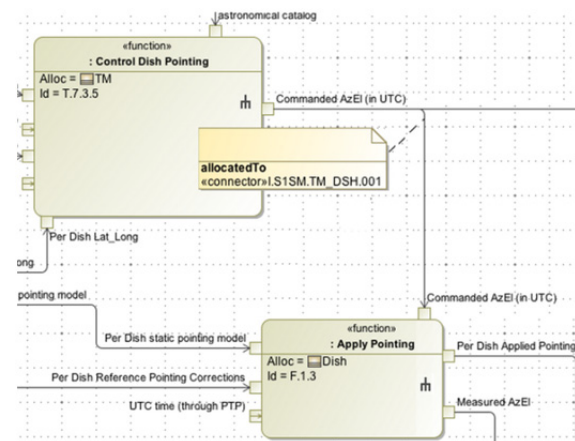 astronomical catalog
«function»
: Control Dish Pointing
Alloc = TM
Id = T.7.3.5
Commanded AzEl (in UTC)
allocatedTo
«connector»I.S1SM.TM_DSH.001
Per Dish Lat_Long
ong
pointing model
Commanded AzEl (in UTC)
«function»
: Apply Pointing
Per Dish static pointing model
Per Dish Applied Pointing
Alloc = Dish
Id = F.1.3
Per Dish Reference Pointing Corrections
UTC time (through PTP)
Measured AzEl